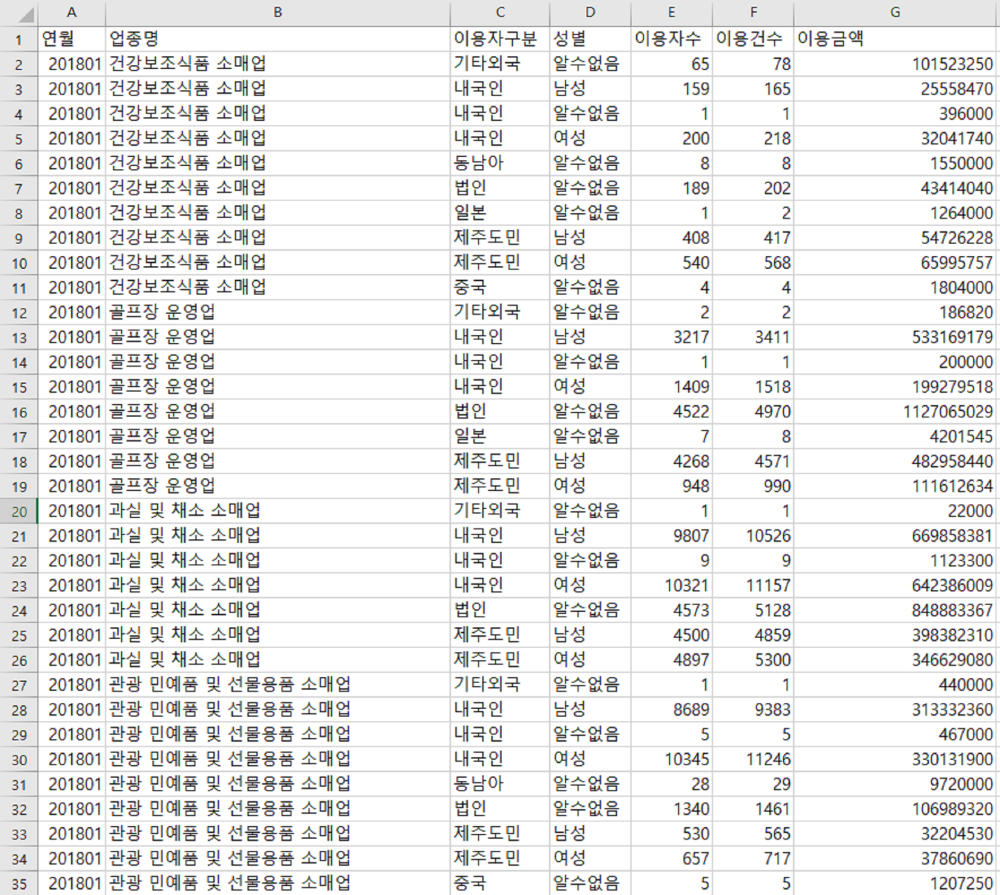 A B C D E F G
1 연월 업종명 이용자구분 성별 이용자수 이용건수 이용금액
2 201801 건강보조식품 소매업 기타외국 알수없음 65 78 101523250
3 201801 건강보조식품 소매업 내국인 남성 159 165 25558470
4 201801 건강보조식품 소매업 내국인 알수없음 1 1 396000
5 201801 건강보조식품 소매업 내국인 여성 200 218 32041740
6 201801 건강보조식품 소매업 동남아 알수없음 8 8 1550000
7 201801 건강보조식품 소매업 법인 알수없음 189 202 43414040
8 201801 건강보조식품 소매업 일본 알수없음 1 2 1264000
9 201801 건강보조식품 소매업 제주도민 남성 408 417 54726228
10 201801 건강보조식품 소매업 제주도민 여성 540 568 65995757
11 201801 건강보조식품 소매업 중국 알수없음 4 4 1804000
12 201801 골프장 운영업 기타외국 알수없음 2 2 186820
13 201801 골프장 운영업 내국인 남성 3217 3411 533169179
14 201801 골프장 운영업 내국인 알수없음 1 1 200000
15 201801 골프장 운영업 내국인 여성 1409 1518 199279518
16 201801 골프장 운영업 법인 알수없음 4522 4970 1127065029
17 201801 골프장 운영업 일본 알수없음 7 8 4201545
18 201801 골프장 운영업 제주도민 남성 4268 4571 482958440
19 201801 골프장 운영업 제주도민 여성 948 990 111612634
20 201801 과실 및 채소 소매업 기타외국 알수없음 1 1 22000
21 201801 과실 및 채소 소매업 내국인 남성 9807 10526 669858381
22 201801 과실 및 채소 소매업 내국인 알수없음 9 9 1123300
23 201801 과실 및 채소 소매업 내국인 여성 10321 11157 642386009
24 201801 과실 및 채소 소매업 법인 알수없음 4573 5128 848883367
25 201801 과실 및 채소 소매업 제주도민 남성 4500 4859 398382310
26 201801 과실 및 채소 소매업 제주도민 여성 4897 5300 346629080
27 201801 관광 민예품 및 선물용품 소매업 기타외국 알수없음 1 1 440000
28 201801 관광 민예품 및 선물용품 소매업 내국인 남성 8689 9383 313332360
29 201801 관광 민예품 및 선물용품 소매업 내국인 알수없음 5 5 467000
30 201801 관광 민예품 및 선물용품 소매업 내국인 여성 10345 11246 330131900
31 201801 관광 민예품 및 선물용품 소매업 동남아 알수없음 28 29 9720000
32 201801 관광 민예품 및 선물용품 소매업 법인 알수없음 1340 1461 106989320
33 201801 관광 민예품 및 선물용품 소매업 제주도민 남성 530 565 32204530
34 201801 관광 민예품 및 선물용품 소매업 제주도민 여성 657 717 37860690
35 201801 관광 민예품 및 선물용품 소매업 중국 알수없음 5 5 1207250